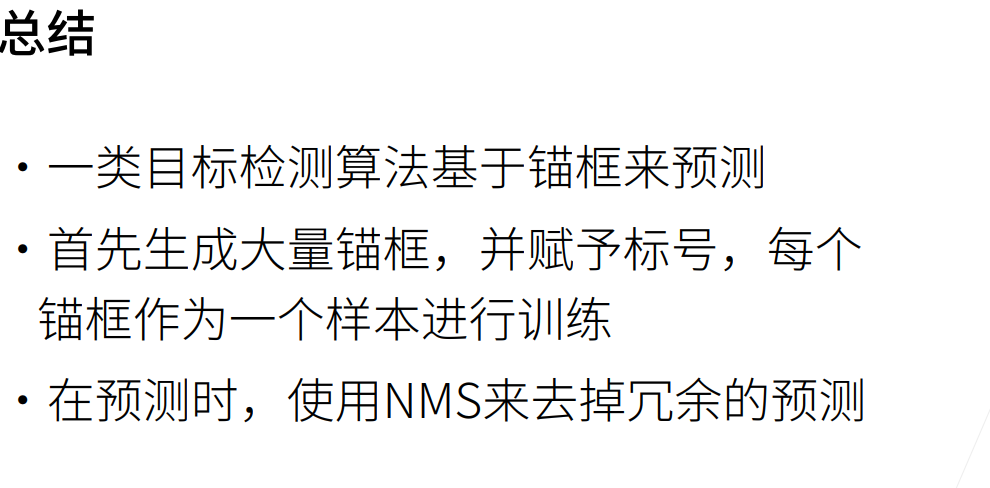 总结
• 一类目标检测算法基于锚框来预测
• 首先生成大量锚框，并赋予标号，每个
锚框作为一个样本进行训练
• 在预测时，使用NMS来去掉冗余的预测